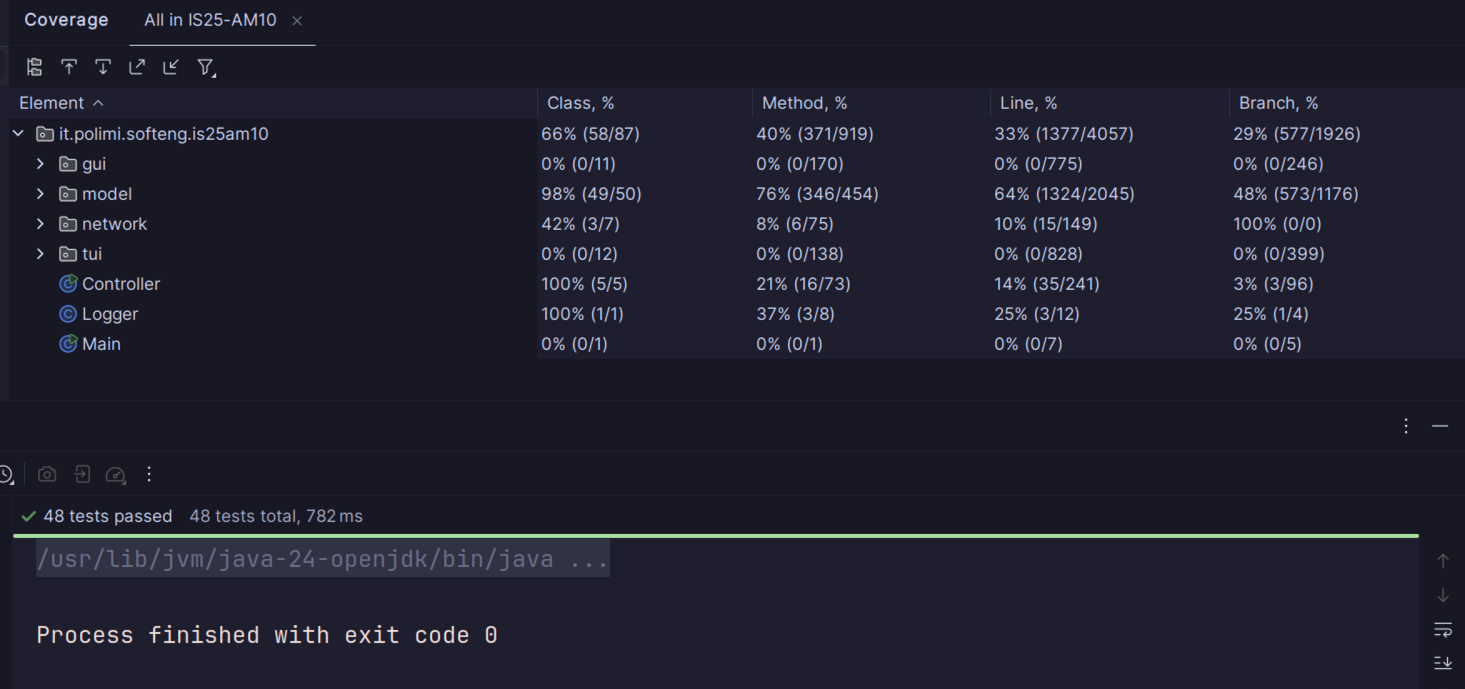 Coverage All in IS25-AM10
Element Class, % Method, % Line, % Branch, %
it.polimi.softeng.is25am10 66% (58/87) 40% (371/919) 33% (1377/4057) 29% (577/1926)
gui 0% (0/11) 0% (0/170) 0% (0/775) 0% (0/246)
model 98% (49/50) 76% (346/454) 64% (1324/2045) 48% (573/1176)
network 42% (3/7) 8% (6/75) 10% (15/149) 100% (0/0)
tui 0% (0/12) 0% (0/138) 0% (0/828) 0% (0/399)
Controller 100% (5/5) 21% (16/73) 14% (35/241) 3% (3/96)
Logger 100% (1/1) 37% (3/8) 25% (3/12) 25% (1/4)
Main 0% (0/1) 0% (0/1) 0% (0/7) 0% (0/5)
48 tests passed 48 tests total, 782 ms
/usr/lib/jvm/java-24-openjdk/bin/java ...
Process finished with exit code 0